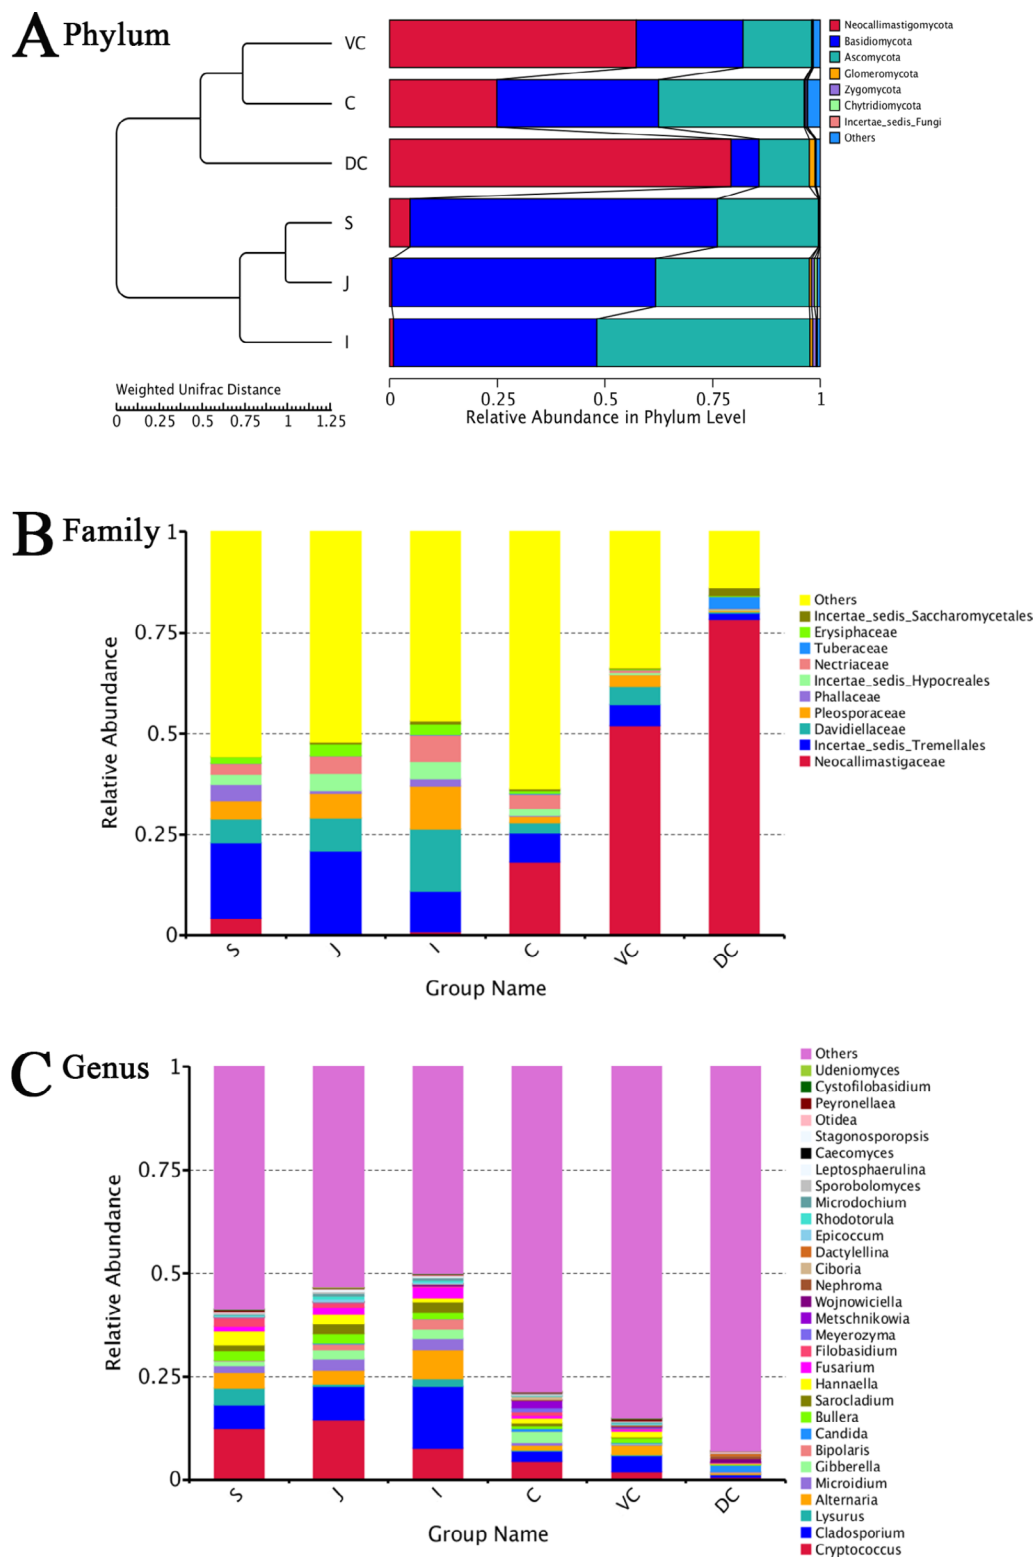 A Phylum
VC
C
DC
S
J
I
Neocallimastigomycota
Basidiomycota
Ascomycota
Glomeromycota
Zygomycota
Chytridiomycota
Incertae_sedis_Fungi
Others
Weighted Unifrac Distance
0 0.25 0.5 0.75 1 1.25
0 0.25 0.5 0.75 1
Relative Abundance in Phylum Level
B Family
Relative Abundance
1
0.75
0.5
0.25
0
S J I C VC DC
Group Name
Others
Incertae_sedis_Saccharomycetales
Erysiphaceae
Tuberaceae
Nectriaceae
Incertae_sedis_Hypocreales
Phallaceae
Pleosporaceae
Davidiellaceae
Incertae_sedis_Tremellales
Neocallimastigaceae
C Genus
Relative Abundance
1
0.75
0.5
0.25
0
S J I C VC DC
Group Name
Others
Udeniomyces
Cystofilobasidium
Peyronellaea
Otidea
Stagonosporopsis
Caecomyces
Leptosphaerulina
Sporobolomyces
Microdochium
Rhodotorula
Epicoccum
Dactylellina
Ciboria
Nephroma
Wojnowiciella
Metschnikowia
Meyerozyma
Filobasidium
Fusarium
Hannaella
Sarocladium
Bullera
Candida
Bipolaris
Gibberella
Microidium
Alternaria
Lysurus
Cladosporium
Cryptococcus